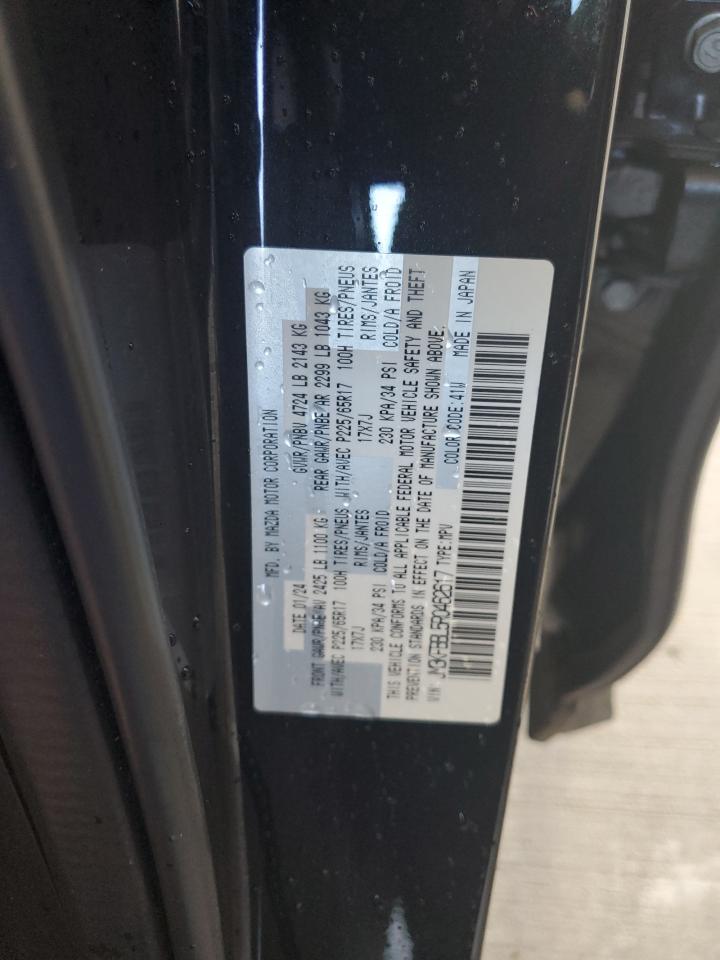 MFD. BY MAZDA MOTOR CORPORATION
DATE 01/24 GVWR/PNBV 4724 LB 2143 KG
FRONT GAWR/PNBE/AV 2425 LB 1100 KG REAR GAWR/PNBE/AR 2299 LB 1043 KG
WITH/AVEC P225/65R17 100H TIRES/PNEUS WITH/AVEC P225/65R17 100H TIRES/PNEUS
17X7J RIMS/JANTES 17X7J RIMS/JANTES
230 KPA/34 PSI COLD/A FROID 230 KPA/34 PSI COLD/A FROID
THIS VEHICLE CONFORMS TO ALL APPLICABLE FEDERAL MOTOR VEHICLE SAFETY AND THEFT
PREVENTION STANDARDS IN EFFECT ON THE DATE OF MANUFACTURE SHOWN ABOVE.
VIN: JM3KFBBL5R0462617 TYPE:MPV COLOR CODE:41W MADE IN JAPAN